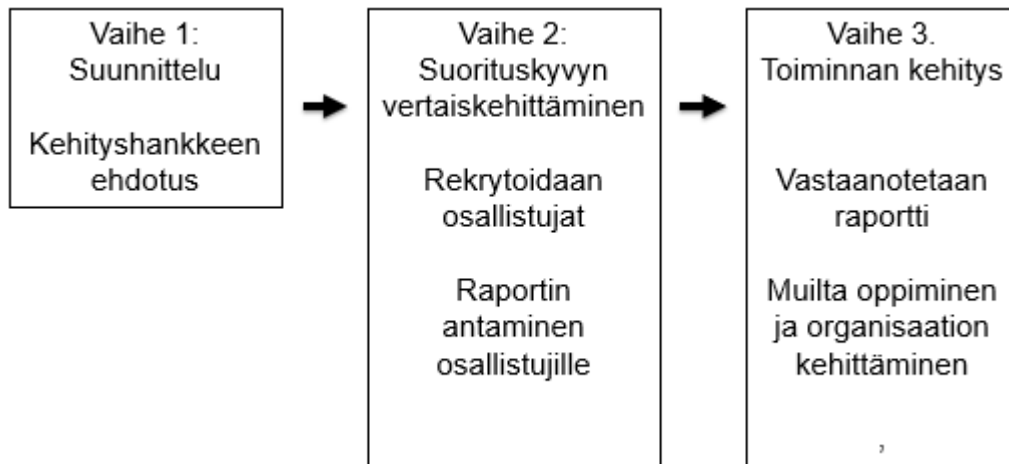 Vaihe 1:
Suunnittelu
Kehityshankkeen
ehdotus
Vaihe 2:
Suorituskyvyn
vertaiskehittäminen
Rekrytoidaan
osallistujat
Raportin
antaminen
osallistujille
Vaihe 3.
Toiminnan kehitys
Vastaanotetaan
raportti
Muilta oppiminen
ja organisaation
kehittäminen
,